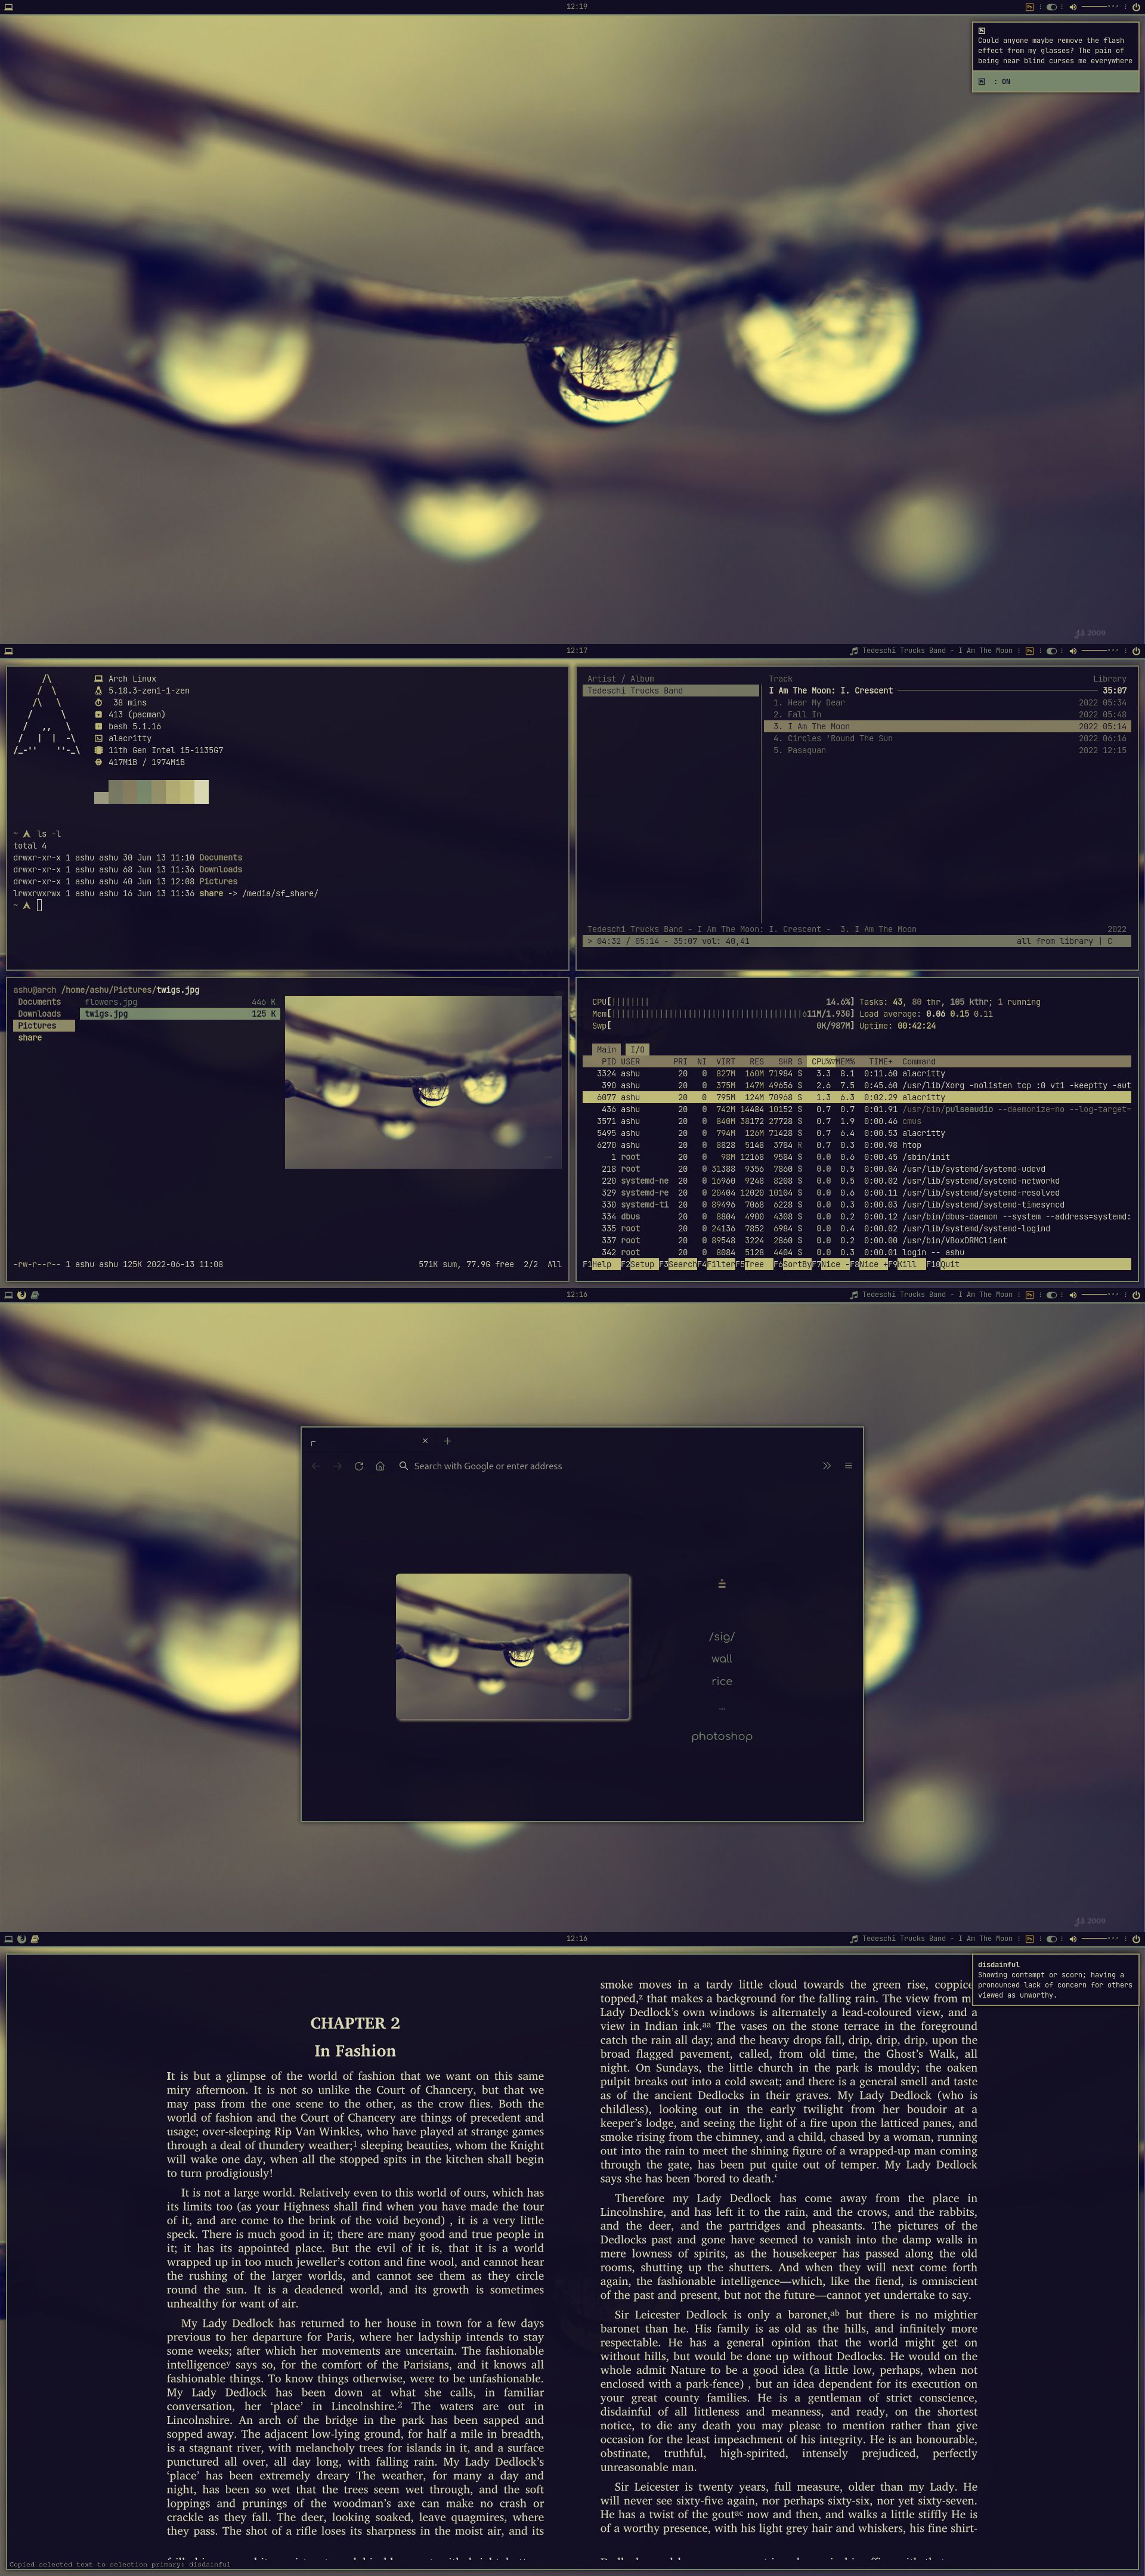 12:19
Could anyone maybe remove the flash
effect from my glasses? The pain of
being near blind curses me everywhere
: ON
2009
12:17
Tedeschi Trucks Band - I Am The Moon
Arch Linux
5.18.3-zen1-1-zen
38 mins
413 (pacman)
bash 5.1.16
alacritty
11th Gen Intel i5-1135G7
417MiB / 1974MiB
~ ls -l
total 4
drwxr-xr-x 1 ashu ashu 30 Jun 13 11:10 Documents
drwxr-xr-x 1 ashu ashu 68 Jun 13 11:36 Downloads
drwxr-xr-x 1 ashu ashu 40 Jun 13 12:08 Pictures
lrwxrwxrwx 1 ashu ashu 16 Jun 13 11:36 share -> /media/sf_share/
~
Artist / Album
Tedeschi Trucks Band
Track Library
I Am The Moon: I. Crescent 35:07
1. Hear My Dear 2022 05:34
2. Fall In 2022 05:48
3. I Am The Moon 2022 05:14
4. Circles 'Round The Sun 2022 06:16
5. Pasaquan 2022 12:15
Tedeschi Trucks Band - I Am The Moon: I. Crescent - 3. I Am The Moon 2022
> 04:32 / 05:14 - 35:07 vol: 40,41 all from library | C
ashu@arch /home/ashu/Pictures/twigs.jpg
Documents flowers.jpg 446 K
Downloads twigs.jpg 125 K
Pictures
share
-rw-r--r-- 1 ashu ashu 125K 2022-06-13 11:08 571K sum, 77.9G free 2/2 All
CPU[|||||||| 14.6%] Tasks: 43, 80 thr, 105 kthr; 1 running
Mem[||||||||||||||||||||||||||||||||||||||||611M/1.93G] Load average: 0.06 0.15 0.11
Swp[ 0K/987M] Uptime: 00:42:24
Main I/O
PID USER PRI NI VIRT RES SHR S CPU%▽MEM% TIME+ Command
3324 ashu 20 0 827M 160M 71984 S 3.3 8.1 0:11.60 alacritty
390 ashu 20 0 375M 147M 49656 S 2.6 7.5 0:45.60 /usr/lib/Xorg -nolisten tcp :0 vt1 -keeptty -aut
6077 ashu 20 0 795M 124M 70968 S 1.3 6.3 0:02.29 alacritty
436 ashu 20 0 742M 14484 10152 S 0.7 0.7 0:01.91 /usr/bin/pulseaudio --daemonize=no --log-target=
3571 ashu 20 0 840M 38172 27728 S 0.7 1.9 0:00.46 cmus
5495 ashu 20 0 794M 126M 71428 S 0.7 6.4 0:00.53 alacritty
6270 ashu 20 0 8828 5148 3784 R 0.7 0.3 0:00.98 htop
1 root 20 0 98M 12168 9584 S 0.0 0.6 0:00.45 /sbin/init
218 root 20 0 31388 9356 7860 S 0.0 0.5 0:00.04 /usr/lib/systemd/systemd-udevd
220 systemd-ne 20 0 16960 9248 8208 S 0.0 0.5 0:00.02 /usr/lib/systemd/systemd-networkd
329 systemd-re 20 0 20404 12020 10104 S 0.0 0.6 0:00.11 /usr/lib/systemd/systemd-resolved
330 systemd-ti 20 0 89496 7068 6228 S 0.0 0.3 0:00.03 /usr/lib/systemd/systemd-timesyncd
334 dbus 20 0 8804 4900 4308 S 0.0 0.2 0:00.12 /usr/bin/dbus-daemon --system --address=systemd:
335 root 20 0 24136 7852 6984 S 0.0 0.4 0:00.02 /usr/lib/systemd/systemd-logind
337 root 20 0 89548 3224 2860 S 0.0 0.2 0:00.00 /usr/bin/VBoxDRMClient
342 root 20 0 8084 5128 4404 S 0.0 0.3 0:00.01 login -- ashu
F1Help F2Setup F3SearchF4FilterF5Tree F6SortByF7Nice -F8Nice +F9Kill F10Quit
12:16
Tedeschi Trucks Band - I Am The Moon
Search with Google or enter address
/sig/
wall
rice
...
photoshop
2009
12:16
Tedeschi Trucks Band - I Am The Moon
disdainful
Showing contempt or scorn; having a
pronounced lack of concern for others
viewed as unworthy.
CHAPTER 2
In Fashion
It is but a glimpse of the world of fashion that we want on this same
miry afternoon. It is not so unlike the Court of Chancery, but that we
may pass from the one scene to the other, as the crow flies. Both the
world of fashion and the Court of Chancery are things of precedent and
usage; over-sleeping Rip Van Winkles, who have played at strange games
through a deal of thundery weather;¹ sleeping beauties, whom the Knight
will wake one day, when all the stopped spits in the kitchen shall begin
to turn prodigiously!
It is not a large world. Relatively even to this world of ours, which has
its limits too (as your Highness shall find when you have made the tour
of it, and are come to the brink of the void beyond) , it is a very little
speck. There is much good in it; there are many good and true people in
it; it has its appointed place. But the evil of it is, that it is a world
wrapped up in too much jeweller's cotton and fine wool, and cannot hear
the rushing of the larger worlds, and cannot see them as they circle
round the sun. It is a deadened world, and its growth is sometimes
unhealthy for want of air.
My Lady Dedlock has returned to her house in town for a few days
previous to her departure for Paris, where her ladyship intends to stay
some weeks; after which her movements are uncertain. The fashionable
intelligenceʸ says so, for the comfort of the Parisians, and it knows all
fashionable things. To know things otherwise, were to be unfashionable.
My Lady Dedlock has been down at what she calls, in familiar
conversation, her ‘place’ in Lincolnshire.² The waters are out in
Lincolnshire. An arch of the bridge in the park has been sapped and
sopped away. The adjacent low-lying ground, for half a mile in breadth,
is a stagnant river, with melancholy trees for islands in it, and a surface
punctured all over, all day long, with falling rain. My Lady Dedlock’s
‘place’ has been extremely dreary The weather, for many a day and
night, has been so wet that the trees seem wet through, and the soft
loppings and prunings of the woodman’s axe can make no crash or
crackle as they fall. The deer, looking soaked, leave quagmires, where
they pass. The shot of a rifle loses its sharpness in the moist air, and its
smoke moves in a tardy little cloud towards the green rise, coppice
topped,ᶻ that makes a background for the falling rain. The view from m
Lady Dedlock’s own windows is alternately a lead-coloured view, and a
view in Indian ink.ᵃᵃ The vases on the stone terrace in the foreground
catch the rain all day; and the heavy drops fall, drip, drip, drip, upon the
broad flagged pavement, called, from old time, the Ghost’s Walk, all
night. On Sundays, the little church in the park is mouldy; the oaken
pulpit breaks out into a cold sweat; and there is a general smell and taste
as of the ancient Dedlocks in their graves. My Lady Dedlock (who is
childless), looking out in the early twilight from her boudoir at a
keeper’s lodge, and seeing the light of a fire upon the latticed panes, and
smoke rising from the chimney, and a child, chased by a woman, running
out into the rain to meet the shining figure of a wrapped-up man coming
through the gate, has been put quite out of temper. My Lady Dedlock
says she has been ’bored to death.‘
Therefore my Lady Dedlock has come away from the place in
Lincolnshire, and has left it to the rain, and the crows, and the rabbits,
and the deer, and the partridges and pheasants. The pictures of the
Dedlocks past and gone have seemed to vanish into the damp walls in
mere lowness of spirits, as the housekeeper has passed along the old
rooms, shutting up the shutters. And when they will next come forth
again, the fashionable intelligence—which, like the fiend, is omniscient
of the past and present, but not the future—cannot yet undertake to say.
Sir Leicester Dedlock is only a baronet,ᵃᵇ but there is no mightier
baronet than he. His family is as old as the hills, and infinitely more
respectable. He has a general opinion that the world might get on
without hills, but would be done up without Dedlocks. He would on the
whole admit Nature to be a good idea (a little low, perhaps, when not
enclosed with a park-fence) , but an idea dependent for its execution on
your great county families. He is a gentleman of strict conscience,
disdainful of all littleness and meanness, and ready, on the shortest
notice, to die any death you may please to mention rather than give
occasion for the least impeachment of his integrity. He is an honourable,
obstinate, truthful, high-spirited, intensely prejudiced, perfectly
unreasonable man.
Sir Leicester is twenty years, full measure, older than my Lady. He
will never see sixty-five again, nor perhaps sixty-six, nor yet sixty-seven.
He has a twist of the goutᵃᶜ now and then, and walks a little stiffly He is
of a worthy presence, with his light grey hair and whiskers, his fine shirt-
Copied selected text to selection primary: disdainful